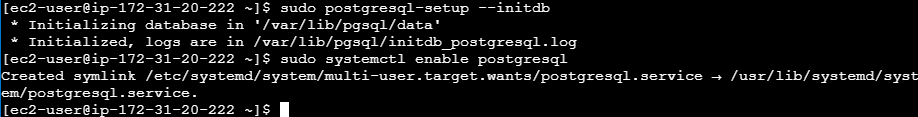 [ec2-user@ip-172-31-20-222 ~]$ sudo postgresql-setup --initdb
 * Initializing database in '/var/lib/pgsql/data'
 * Initialized, logs are in /var/lib/pgsql/initdb_postgresql.log
[ec2-user@ip-172-31-20-222 ~]$ sudo systemctl enable postgresql
Created symlink /etc/systemd/system/multi-user.target.wants/postgresql.service → /usr/lib/systemd/syst
em/postgresql.service.
[ec2-user@ip-172-31-20-222 ~]$